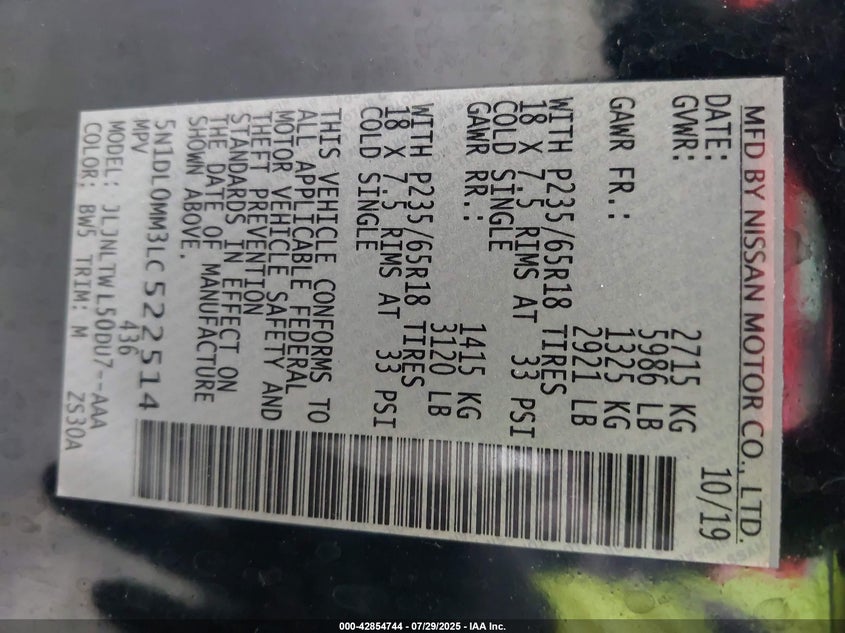 MFD BY NISSAN MOTOR CO., LTD.
DATE: 10/19
GVWR: 2715 KG
5986 LB
GAWR FR.: 1325 KG
2921 LB
WITH P235/65R18 TIRES
18 X 7.5 RIMS AT 33 PSI
COLD SINGLE
GAWR RR.: 1415 KG
3120 LB
WITH P235/65R18 TIRES
18 X 7.5 RIMS AT 33 PSI
COLD SINGLE
THIS VEHICLE CONFORMS TO
ALL APPLICABLE FEDERAL
MOTOR VEHICLE SAFETY AND
THEFT PREVENTION
STANDARDS IN EFFECT ON
THE DATE OF MANUFACTURE
SHOWN ABOVE.
5N1DL0MM3LC522514
MPV 436
MODEL: JLJNLTWL50DU7--AAA
COLOR: BW5 TRIM: M ZS30A
000-42854744 / 07/29/2025 - IAA Inc.